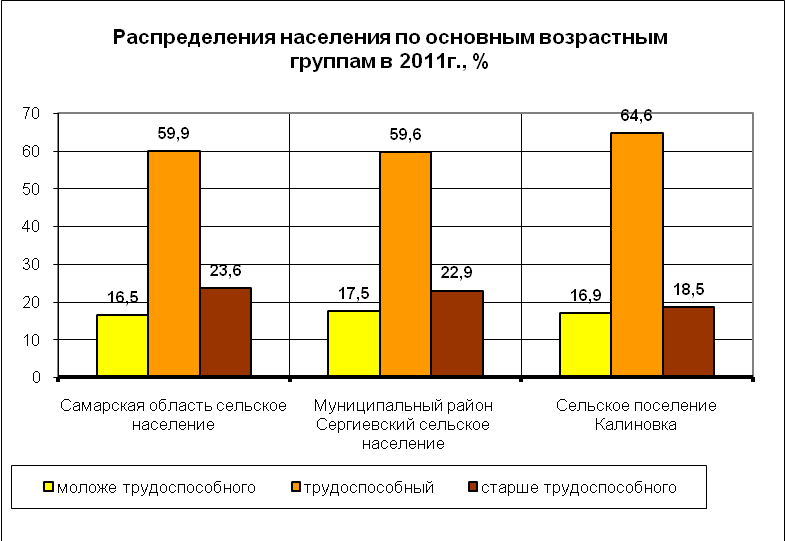 Распределения населения по основным возрастным
группам в 2011г., %
70
60
50
40
30
20
10
0
16,5
59,9
23,6
17,5
59,6
22,9
16,9
64,6
18,5
Самарская область сельское
население
Муниципальный район
Сергиевский сельское
население
Сельское поселение
Калиновка
моложе трудоспособного
трудоспособный
старше трудоспособного